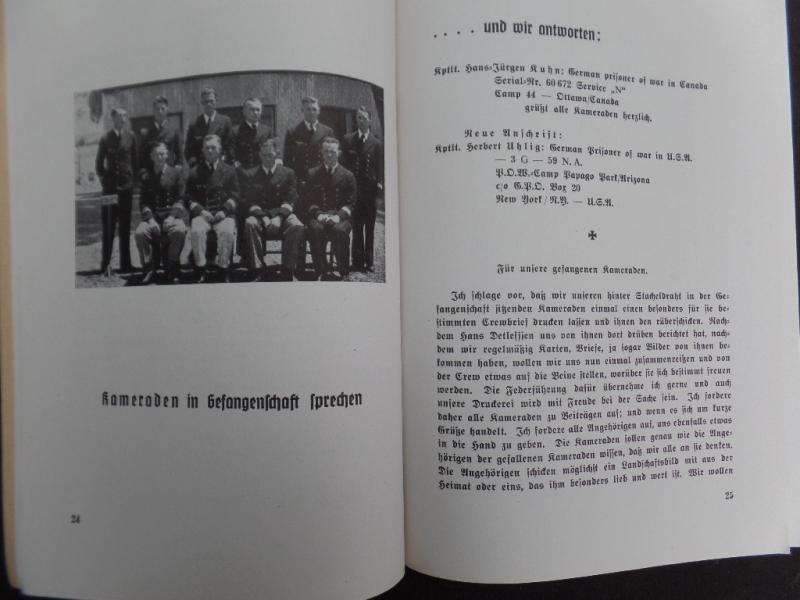 Kameraden in Gefangenschaft sprechen
24
. . . . und wir antworten:
Kptlt. Hans-Jürgen Kuhn: German prisoner of war in Canada
Serial-Nr. 60 672 Service „N“
Camp 44 — Ottawa/Canada
grüßt alle Kameraden herzlich.
Neue Anschrift:
Kptlt. Herbert Uhlig: German Prisoner of war in U.S.A.
— 3 G — 59 N. A.
P.O.W.-Camp Papago Park/Arizona
c/o G.P.O. Box 20
New York/N.Y. — U.S.A.
✠
Für unsere gefangenen Kameraden.
Ich schlage vor, daß wir unseren hinter Stacheldraht in der Ge-
fangenschaft sitzenden Kameraden einmal einen besonders für sie be-
stimmten Crewbrief drucken lassen und ihnen den rüberschicken. Nach-
dem Hans Detlefsen uns von ihnen dort drüben berichtet hat, nach-
dem wir regelmäßig Karten, Briefe, ja sogar Bilder von ihnen be-
kommen haben, wollen wir uns nun einmal zusammenreißen und von
der Crew etwas auf die Beine stellen, worüber sie sich bestimmt freuen
werden. Die Federführung dafür übernehme ich gerne und auch
unsere Druckerei wird mit Freude bei der Sache sein. Ich fordere
daher alle Kameraden zu Beiträgen auf; und wenn es sich um kurze
Grüße handelt. Ich fordere alle Angehörigen auf, uns ebenfalls etwas
in die Hand zu geben. Die Kameraden sollen genau wie die Ange-
hörigen der gefallenen Kameraden wissen, daß wir alle an sie denken.
Die Angehörigen schicken möglichst ein Landschaftsbild mit aus der
Heimat oder eins, das ihm besonders lieb und wert ist. Wir wollen
25